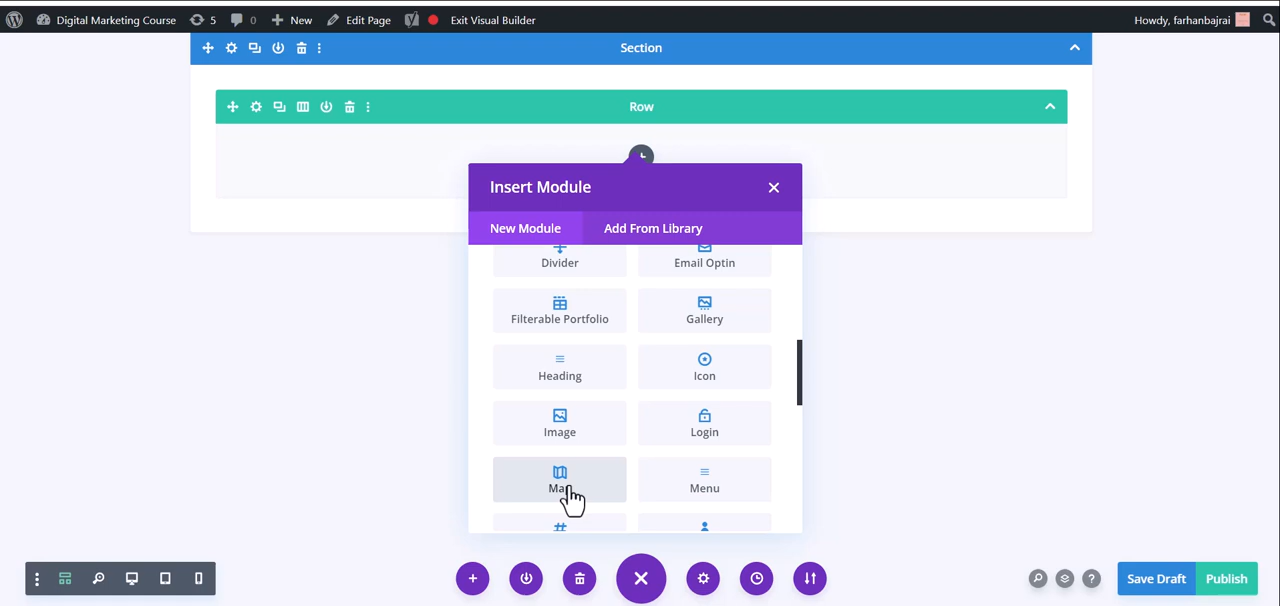 Digital Marketing Course 5 0 New Edit Page Exit Visual Builder Howdy, farhanbajrai
Section
Row
Insert Module
New Module Add From Library
Divider Email Optin
Filterable Portfolio Gallery
Heading Icon
Image Login
Menu
Save Draft Publish